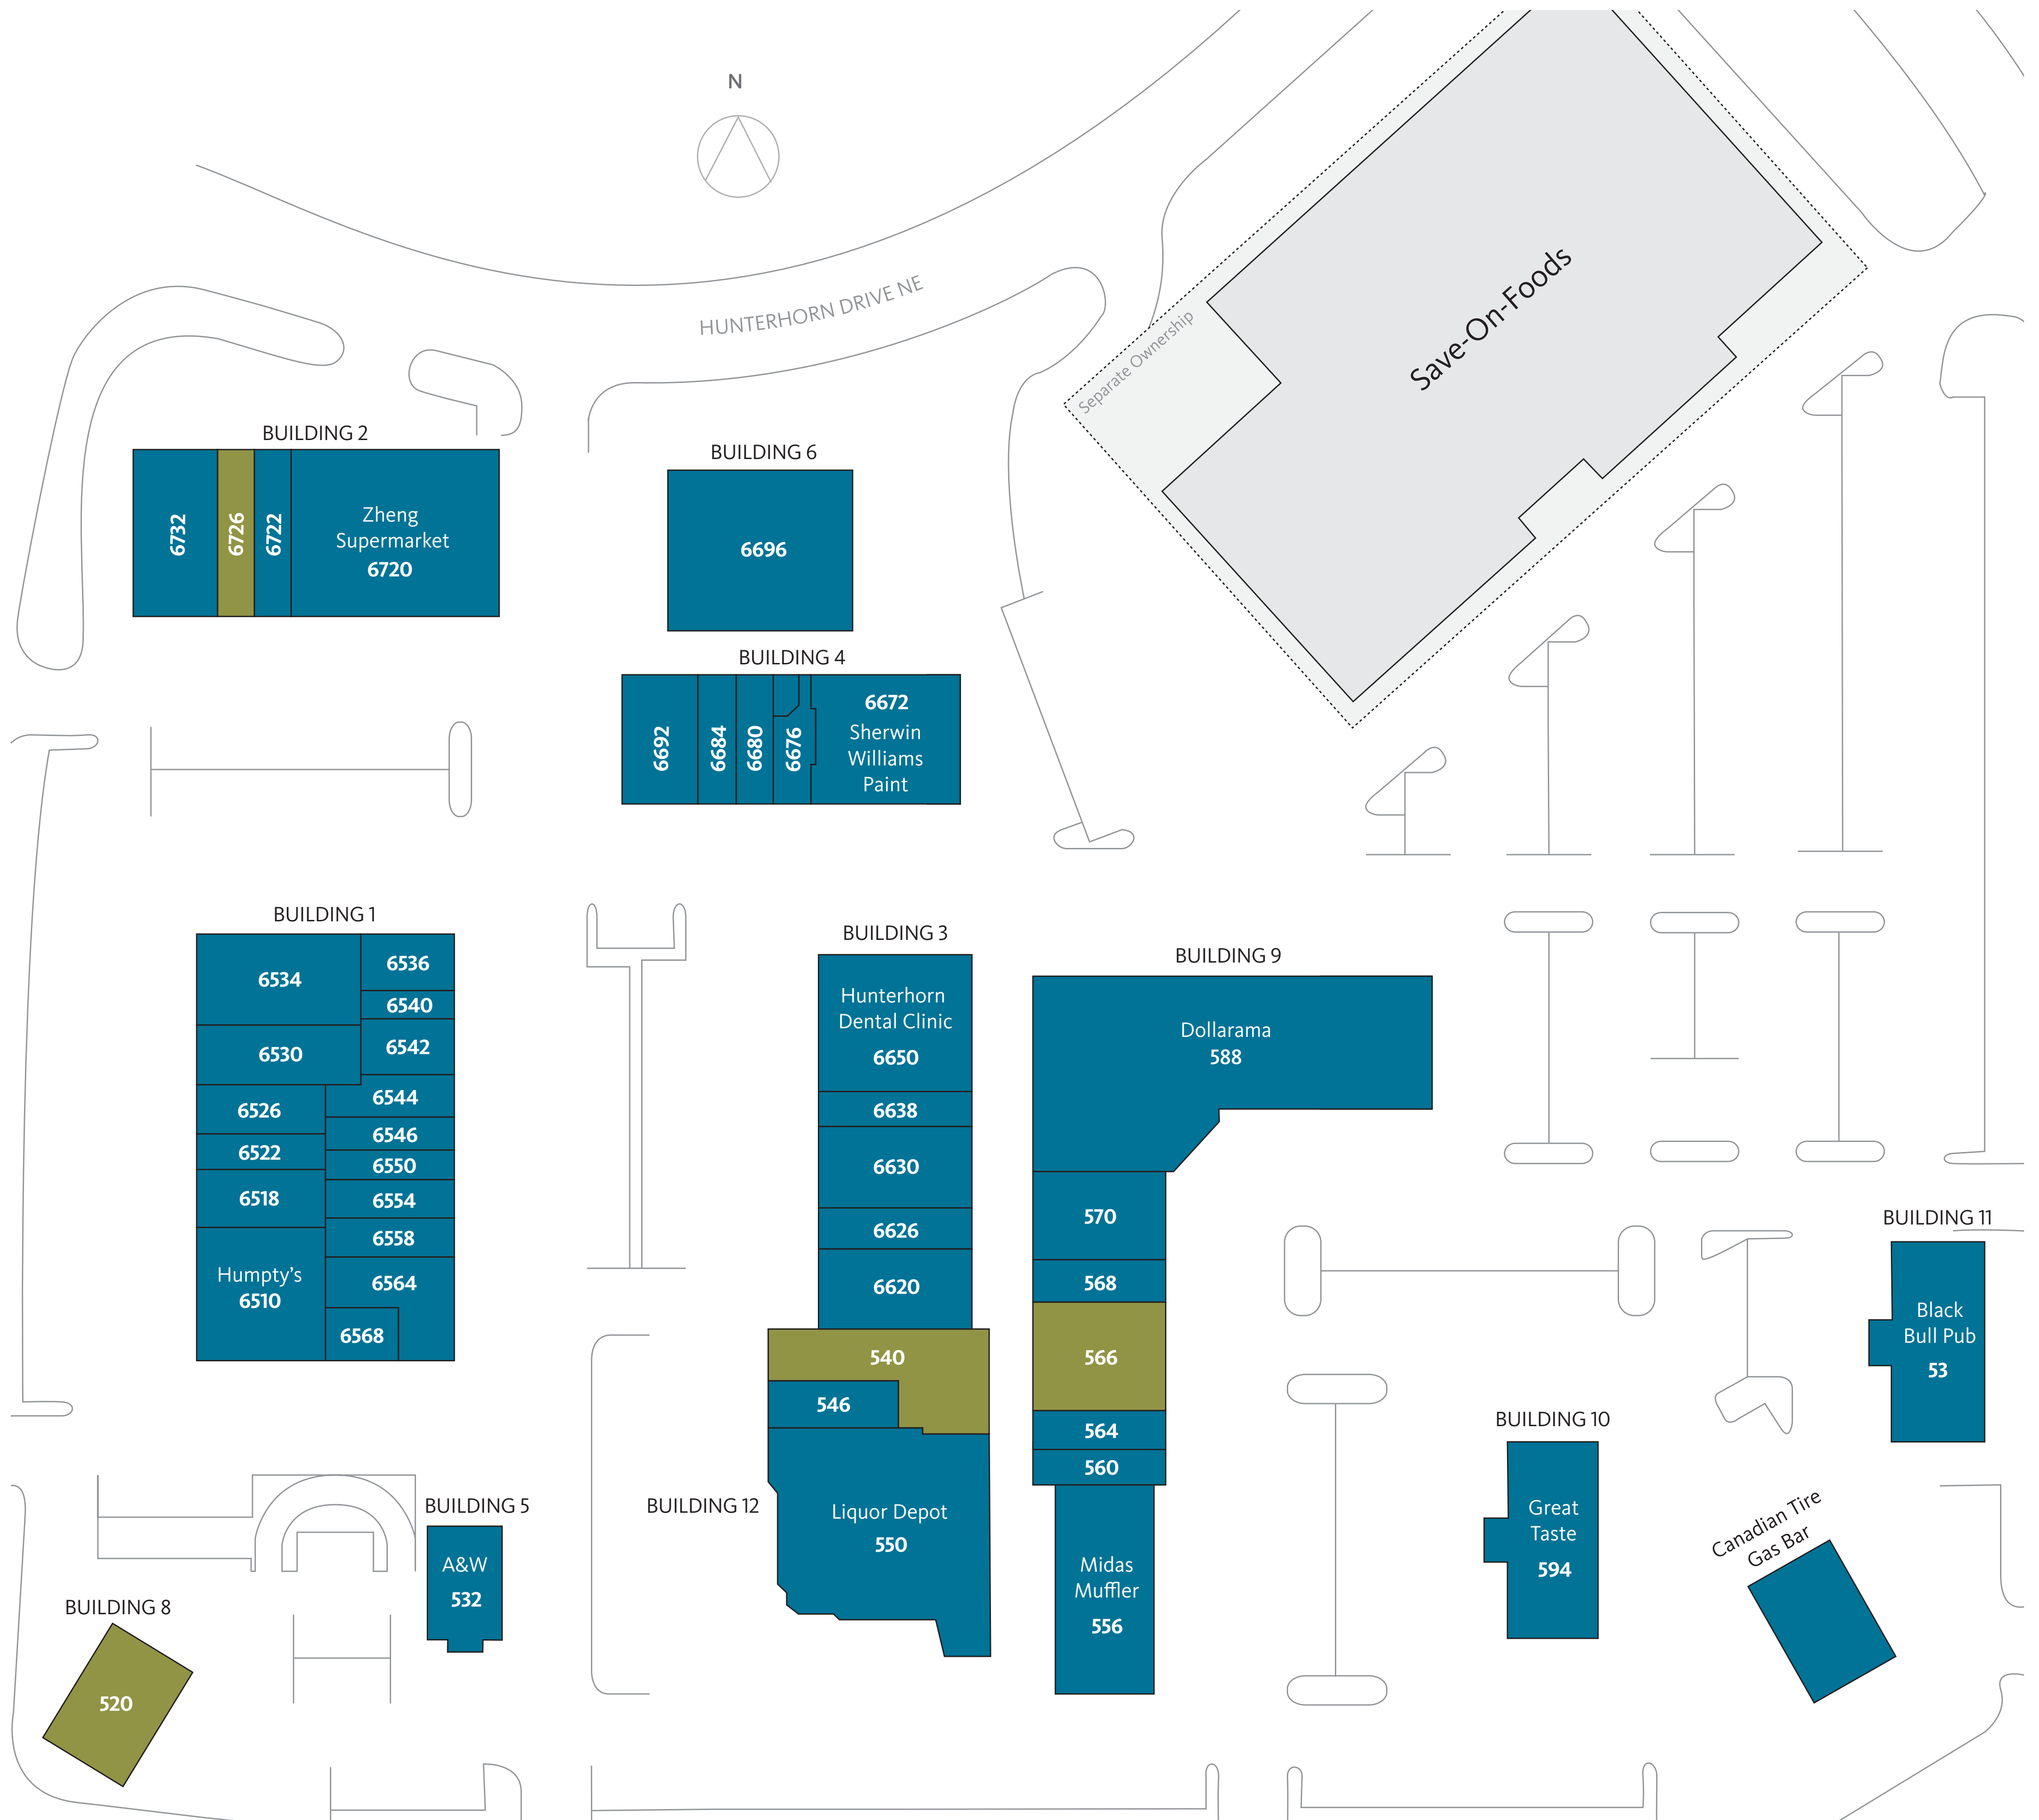 N
HUNTERHORN DRIVE NE
Separate Ownership
Save-On-Foods
BUILDING 2
6732
6726
6722
Zheng
Supermarket
6720
BUILDING 6
6696
BUILDING 4
6692
6684
6680
6676
6672
Sherwin
Williams
Paint
BUILDING 1
6534
6536
6540
6530
6542
6526
6544
6546
6522
6550
6518
6554
6558
Humpty's
6510
6564
6568
BUILDING 3
Hunterhorn
Dental Clinic
6650
6638
6630
6626
6620
BUILDING 9
Dollarama
588
570
568
566
564
560
Midas
Muffler
556
540
546
BUILDING 12
Liquor Depot
550
BUILDING 11
Black
Bull Pub
53
BUILDING 10
Great
Taste
594
Canadian Tire
Gas Bar
BUILDING 5
A&W
532
BUILDING 8
520